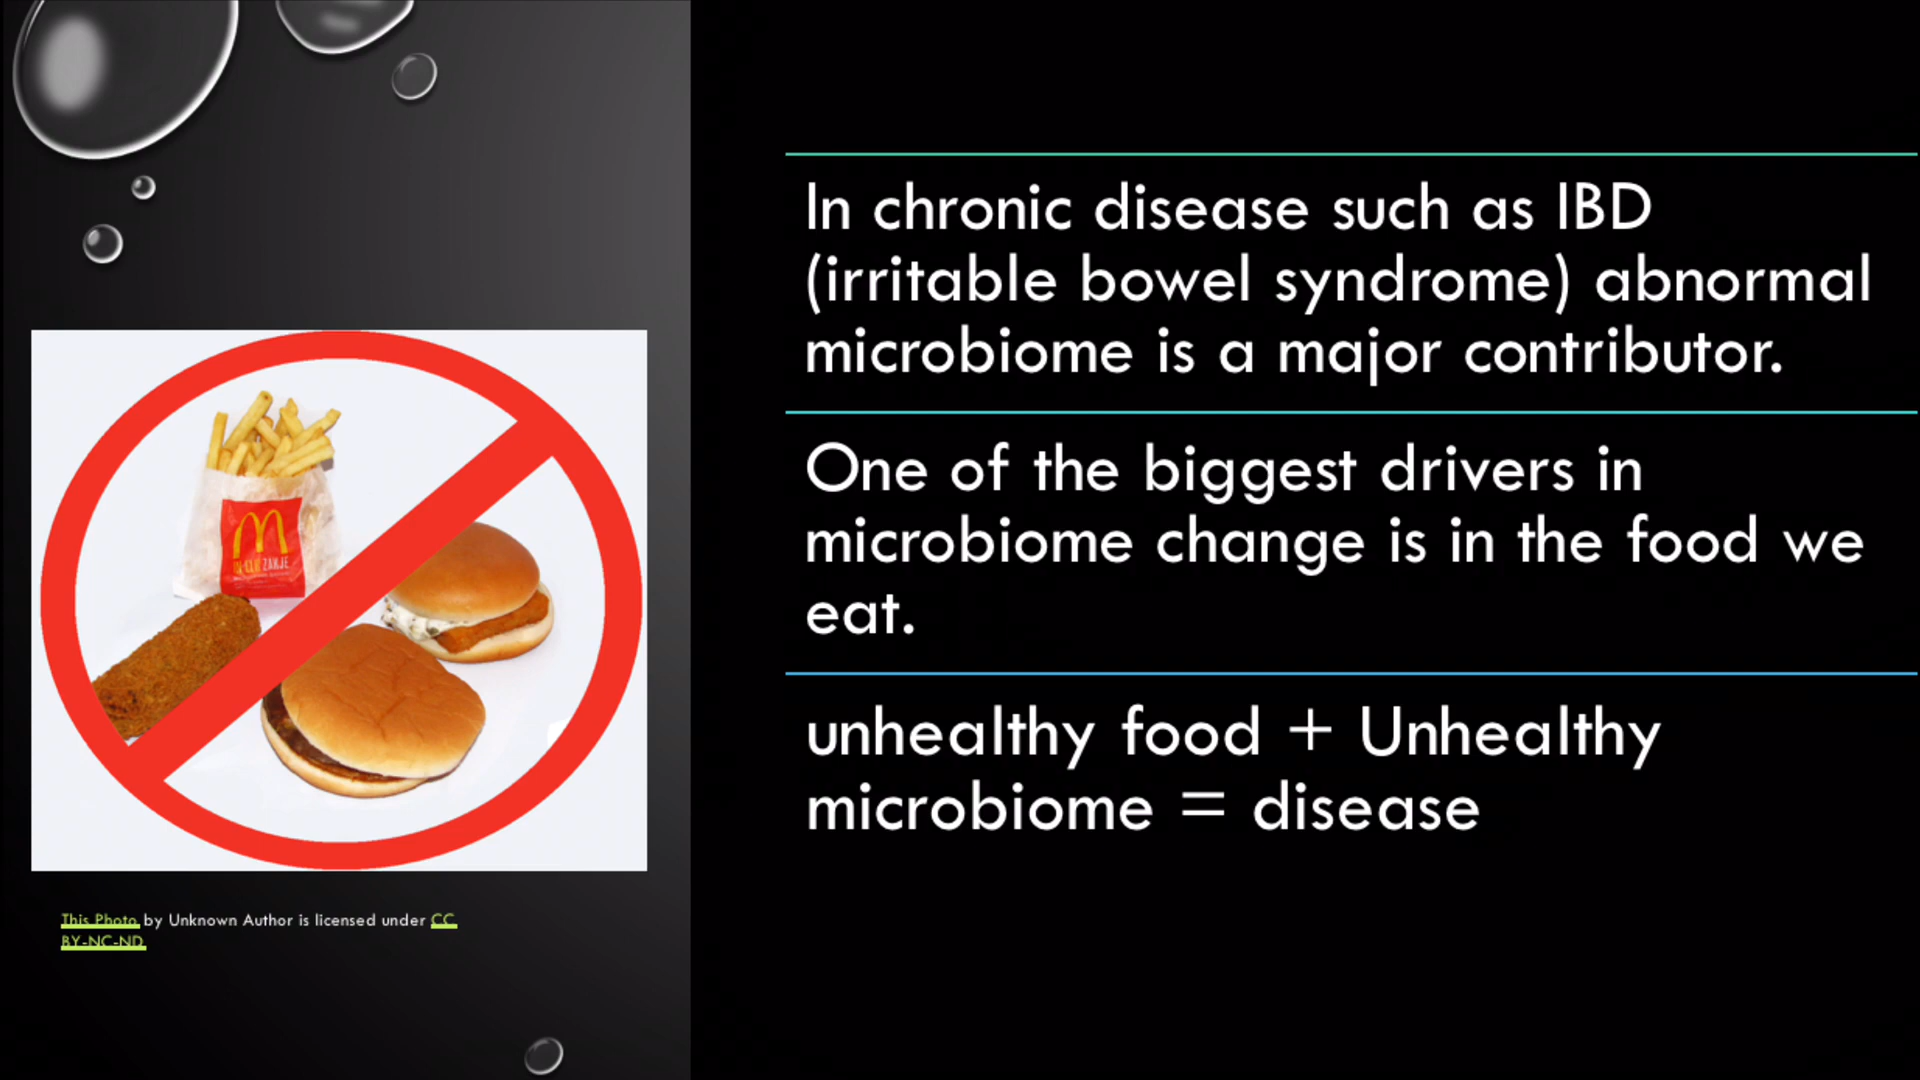 In chronic disease such as IBD
(irritable bowel syndrome) abnormal
microbiome is a major contributor.
One of the biggest drivers in
microbiome change is in the food we
eat.
unhealthy food + Unhealthy
microbiome = disease
This Photo by Unknown Author is licensed under CC
BY-NC-ND